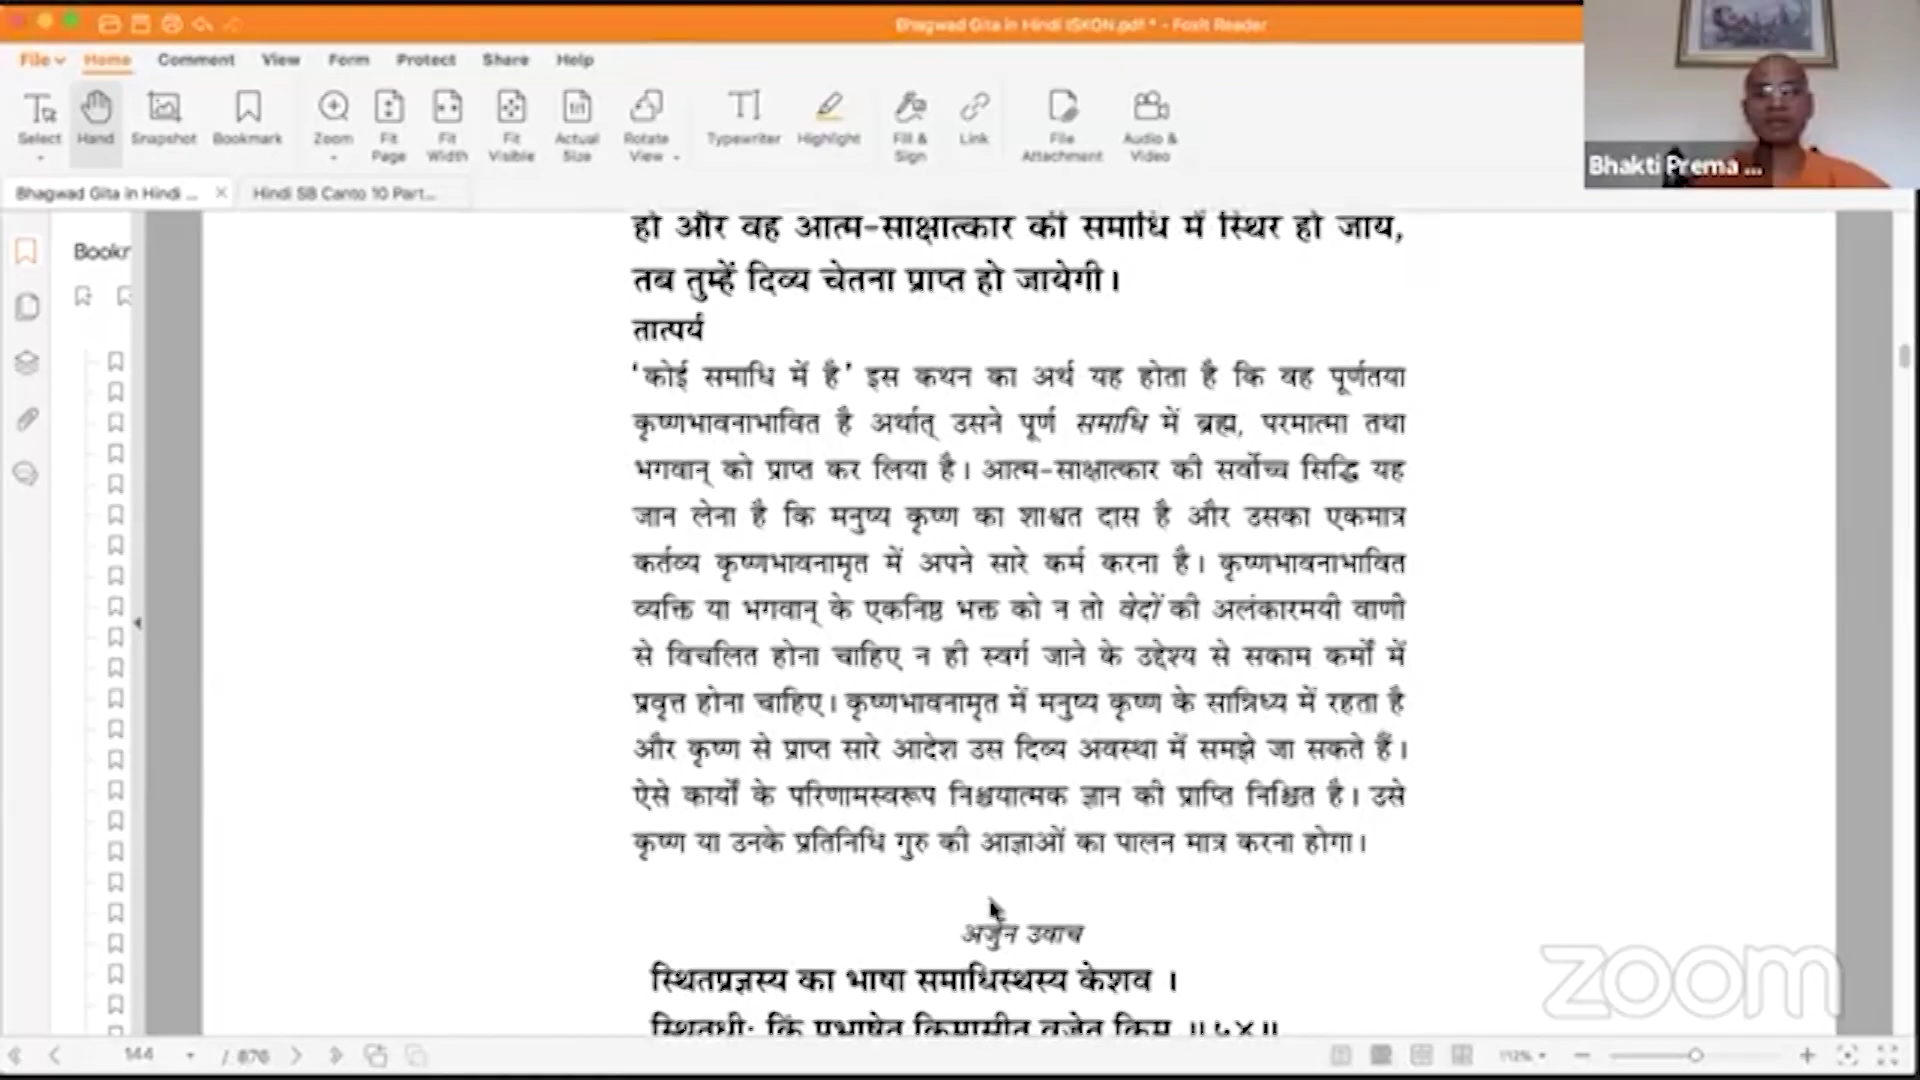 Bhagwad Gita in Hindi ISKON.pdf * - Foxit Reader
File Home Comment View Form Protect Share Help
Select Hand Snapshot Bookmark Zoom Fit Page Fit Width Fit Visible Actual Size Rotate View Typewriter Highlight Fill & Sign Link File Attachment Audio & Video
Bhakti Prema ...
Bhagwad Gita in Hindi ... Hindi SB Canto 10 Part...
Bookr
हो और वह आत्म-साक्षात्कार की समाधि में स्थिर हो जाय,
तब तुम्हें दिव्य चेतना प्राप्त हो जायेगी।
तात्पर्य
‘कोई समाधि में है’ इस कथन का अर्थ यह होता है कि वह पूर्णतया
कृष्णभावनाभावित है अर्थात् उसने पूर्ण समाधि में ब्रह्म, परमात्मा तथा
भगवान् को प्राप्त कर लिया है। आत्म-साक्षात्कार की सर्वोच्च सिद्धि यह
जान लेना है कि मनुष्य कृष्ण का शाश्वत दास है और उसका एकमात्र
कर्तव्य कृष्णभावनामृत में अपने सारे कर्म करना है। कृष्णभावनाभावित
व्यक्ति या भगवान् के एकनिष्ठ भक्त को न तो वेदों की अलंकारमयी वाणी
से विचलित होना चाहिए न ही स्वर्ग जाने के उद्देश्य से सकाम कर्मों में
प्रवृत्त होना चाहिए। कृष्णभावनामृत में मनुष्य कृष्ण के सान्निध्य में रहता है
और कृष्ण से प्राप्त सारे आदेश उस दिव्य अवस्था में समझे जा सकते हैं।
ऐसे कार्यों के परिणामस्वरूप निश्चयात्मक ज्ञान की प्राप्ति निश्चित है। उसे
कृष्ण या उनके प्रतिनिधि गुरु की आज्ञाओं का पालन मात्र करना होगा।
अर्जुन उवाच
स्थितप्रज्ञस्य का भाषा समाधिस्थस्य केशव ।
स्थितधीः किं प्रभाषेत किमासीत व्रजेत किम् ॥५४॥
zoom
144 / 876 112%